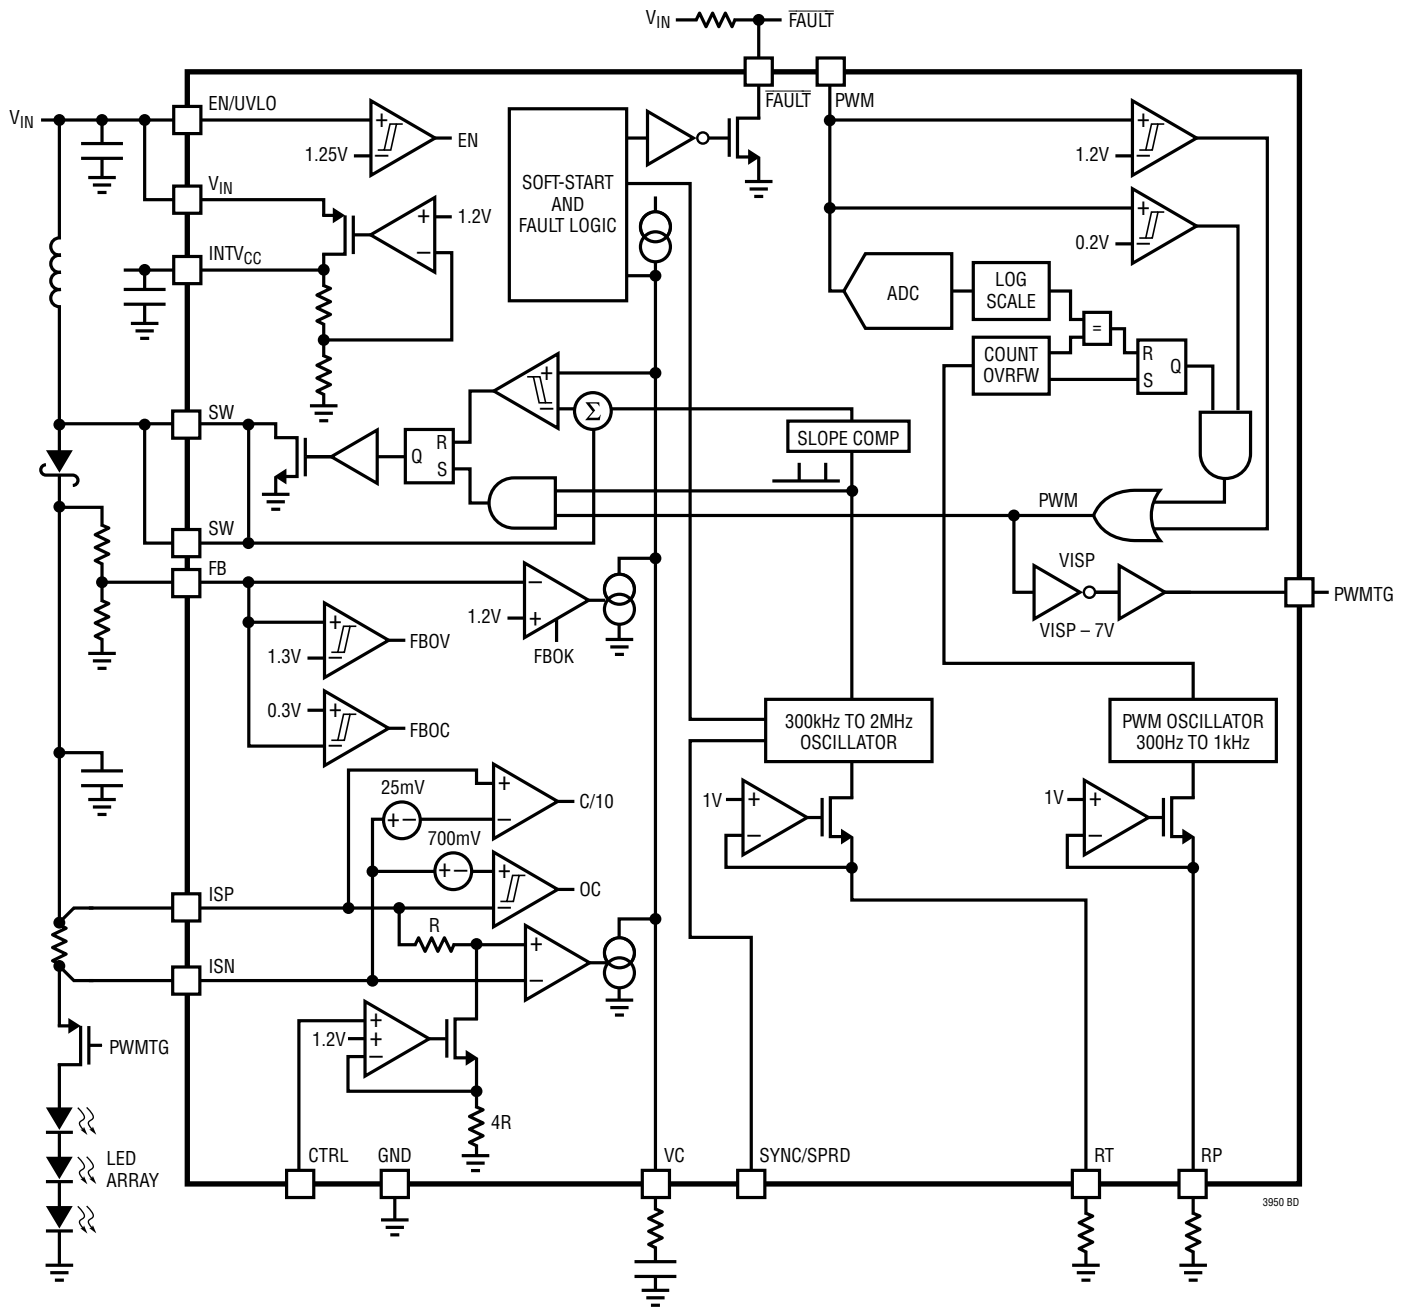 VIN
FAULT
FAULT
PWM
EN/UVLO
VIN
+
−
1.25V
EN
SOFT-START
AND
FAULT LOGIC
+
−
1.2V
VIN
+
−
1.2V
+
−
0.2V
INTVCC
ADC
LOG
SCALE
=
COUNT
OVRFW
R
S
Q
+
−
Σ
SW
SLOPE COMP
Q
R
S
PWM
SW
FB
VISP
VISP – 7V
PWMTG
−
+
1.2V
FBOK
+
−
1.3V
FBOV
0.3V
+
−
FBOC
300kHz TO 2MHz
OSCILLATOR
PWM OSCILLATOR
300Hz TO 1kHz
25mV
+ −
+
−
C/10
1V
+
−
1V
+
−
700mV
+ −
+
−
OC
ISP
R
+
−
ISN
1.2V
+
+
−
PWMTG
4R
LED
ARRAY
CTRL
GND
VC
SYNC/SPRD
RT
RP
3950 BD